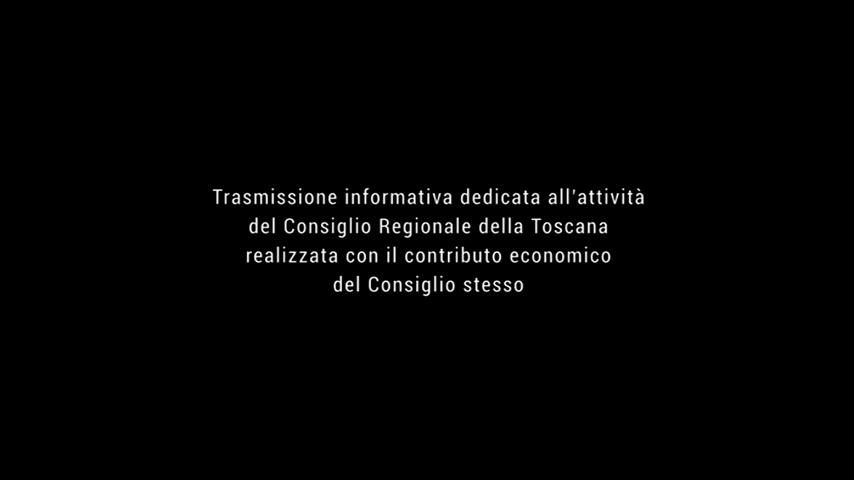 Trasmissione informativa dedicata all'attività
del Consiglio Regionale della Toscana
realizzata con il contributo economico
del Consiglio stesso